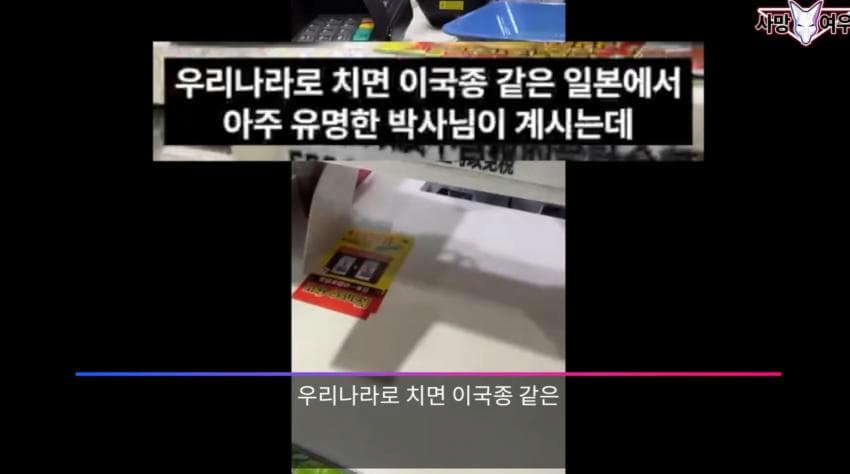 사망
여우
우리나라로 치면 이국종 같은 일본에서
아주 유명한 박사님이 계시는데
우리나라로 치면 이국종 같은